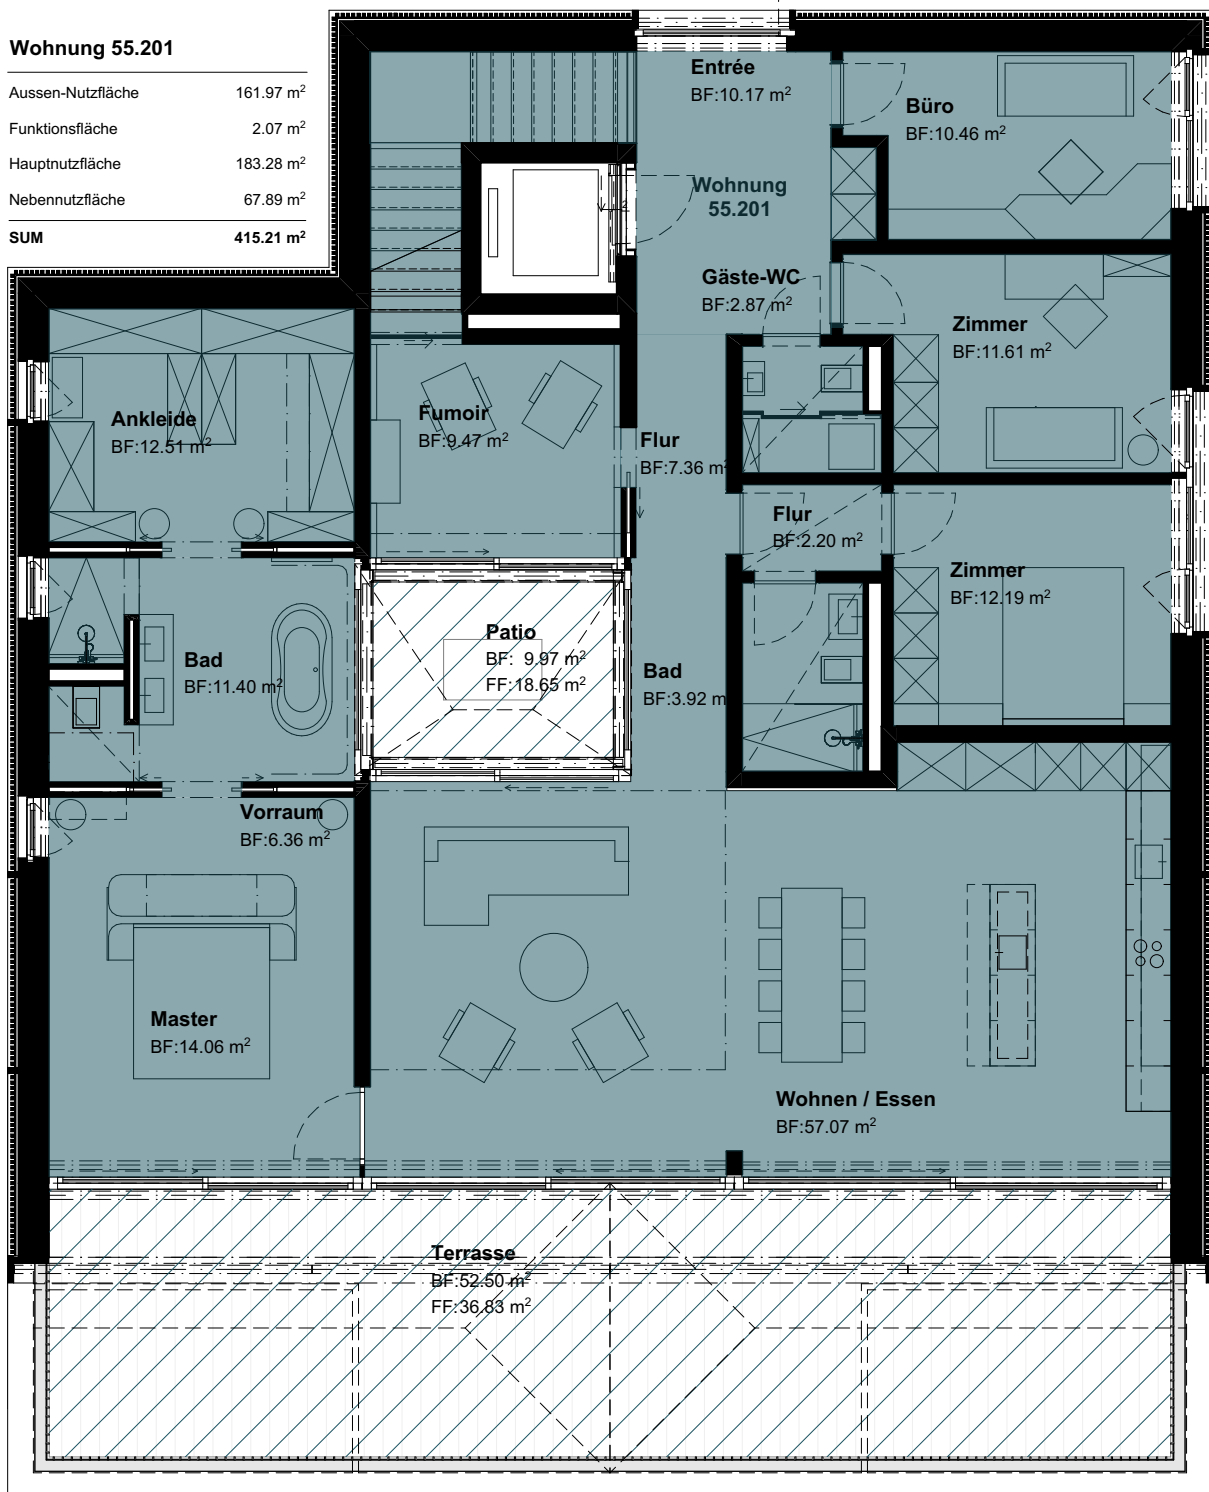 Wohnung 55.201
Aussen-Nutzfläche 161.97 m²
Funktionsfläche 2.07 m²
Hauptnutzfläche 183.28 m²
Nebennutzfläche 67.89 m²
SUM 415.21 m²
Entrée
BF:10.17 m²
Büro
BF:10.46 m²
Wohnung
55.201
Gäste-WC
BF:2.87 m²
Zimmer
BF:11.61 m²
Ankleide
BF:12.51 m²
Fumoir
BF:9.47 m²
Flur
BF:7.36 m²
Flur
BF:2.20 m²
Zimmer
BF:12.19 m²
Patio
BF: 9.97 m²
FF:18.65 m²
Bad
BF:11.40 m²
Bad
BF:3.92 m
Vorraum
BF:6.36 m²
Master
BF:14.06 m²
Wohnen / Essen
BF:57.07 m²
Terrasse
BF:52.50 m²
FF:36.83 m²